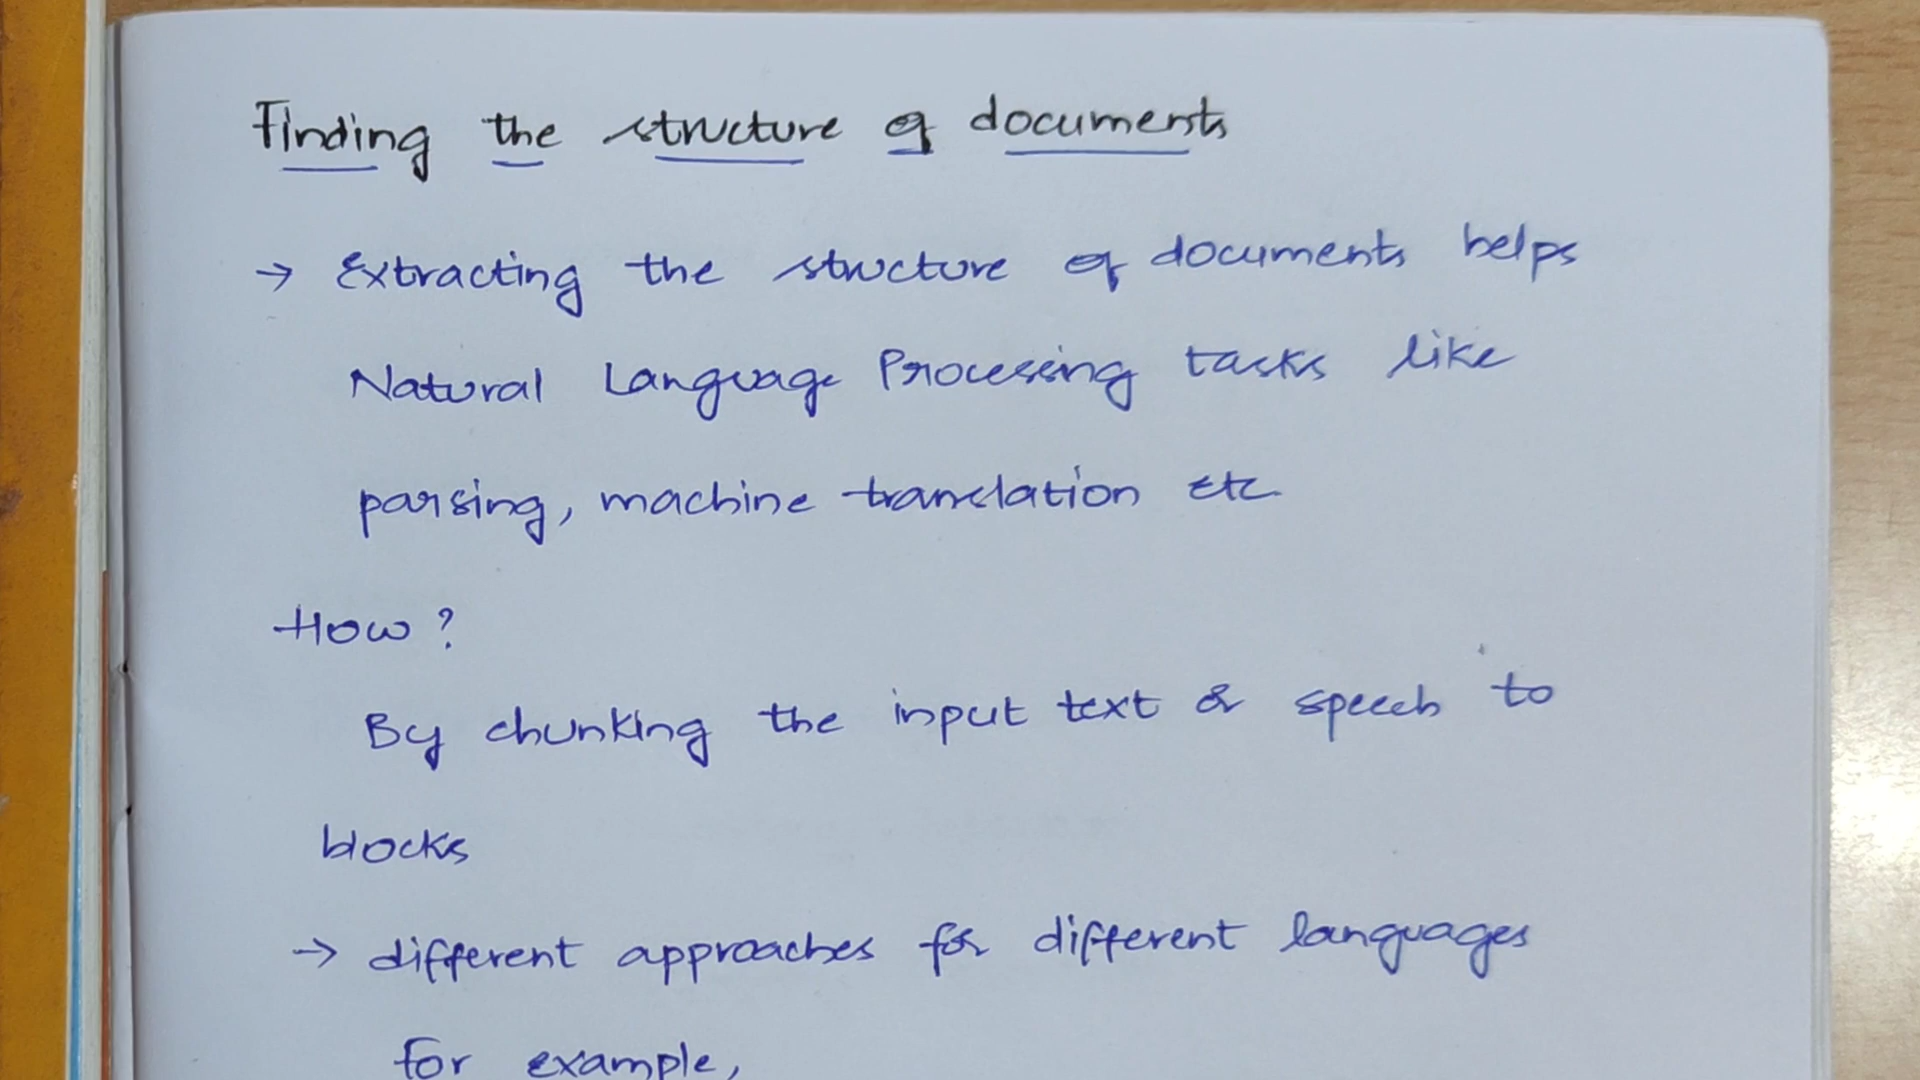 Finding the structure of documents
→ Extracting the structure of documents helps
Natural Language Processing tasks like
parsing, machine translation etc
How?
By chunking the input text or speech to
blocks
→ different approaches for different languages
for example,